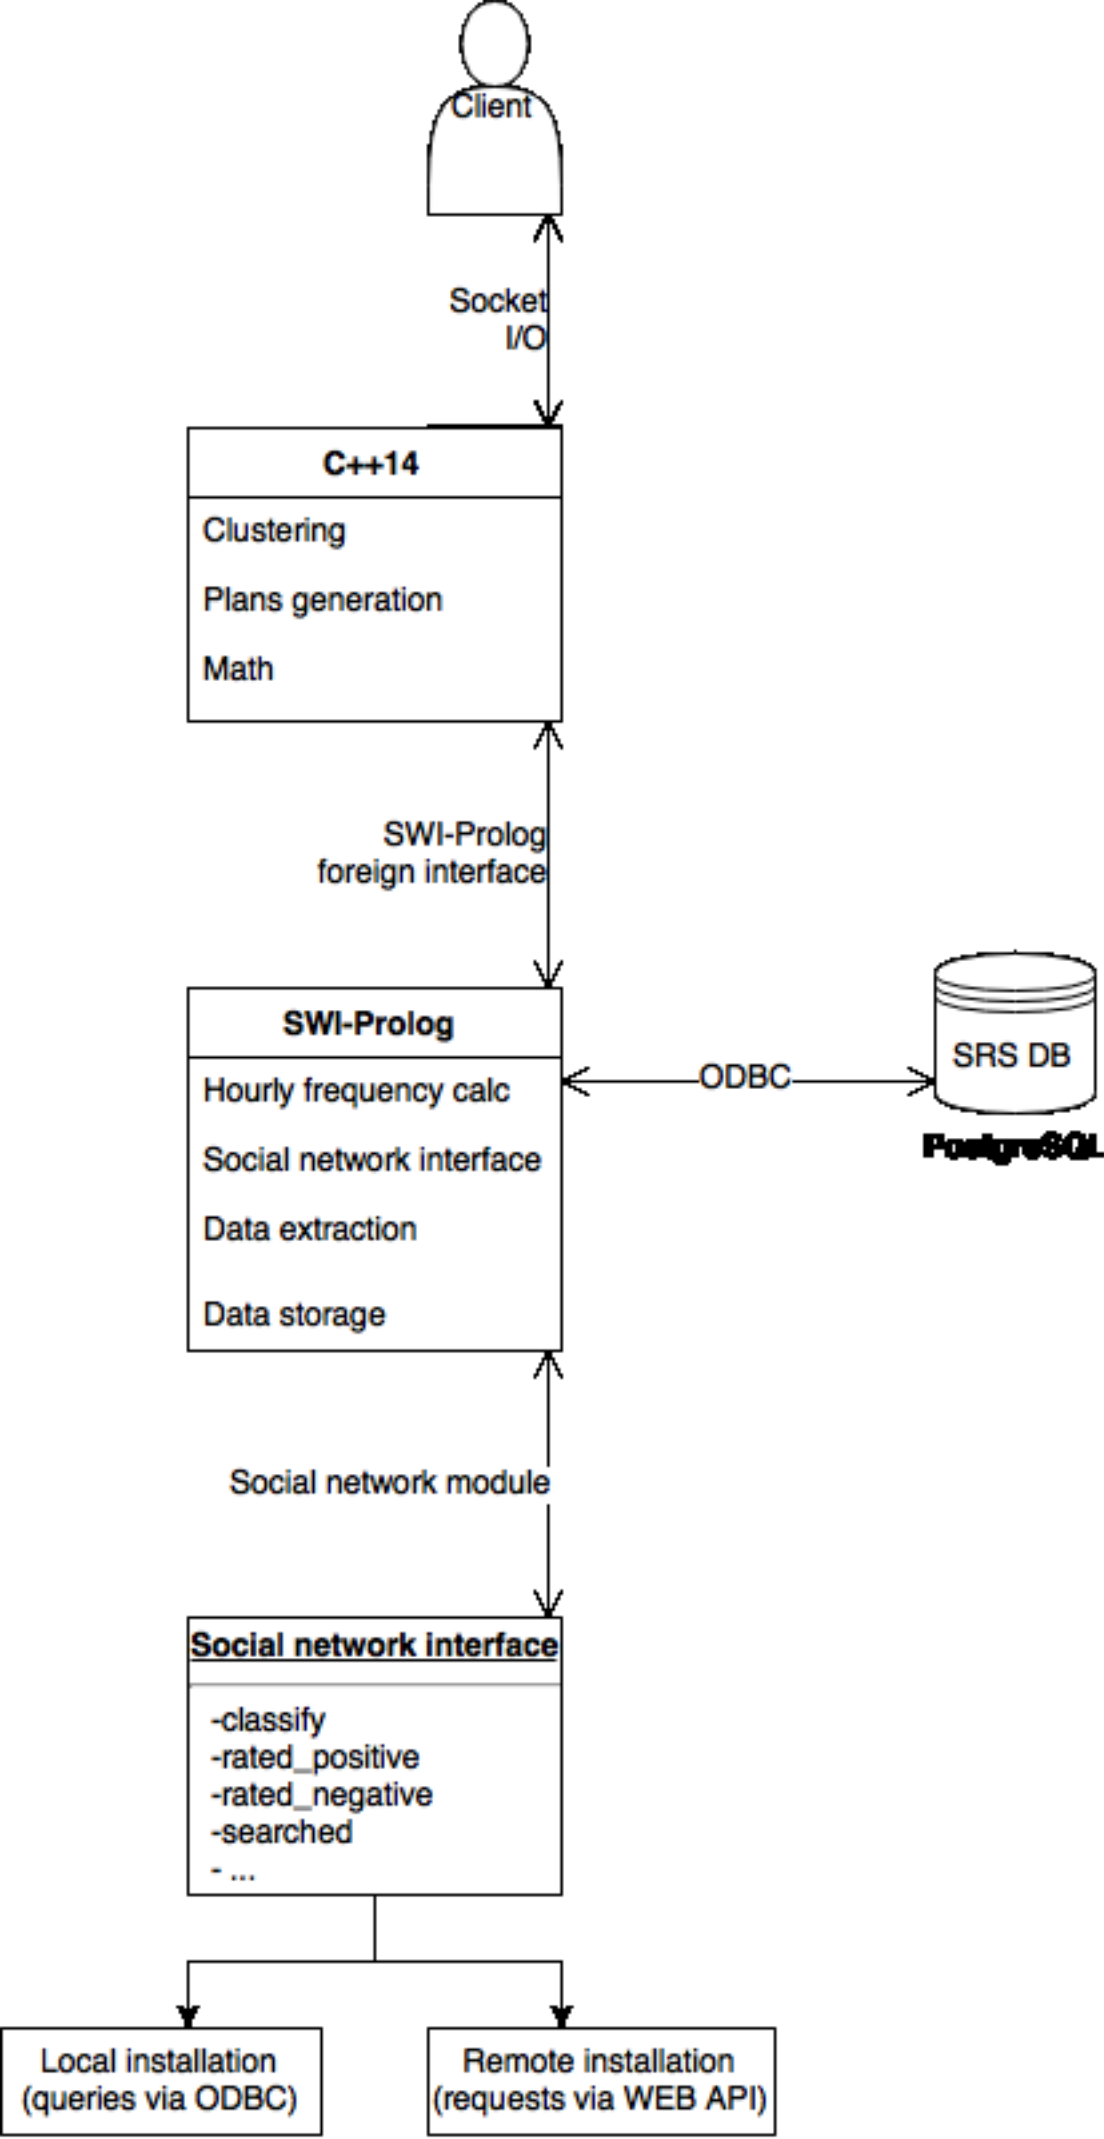 Client
Socket
I/O
C++14
Clustering
Plans generation
Math
SWI-Prolog
foreign interface
SWI-Prolog
Hourly frequency calc
Social network interface
Data extraction
Data storage
ODBC
SRS DB
PostgreSQL
Social network module
Social network interface
-classify
-rated_positive
-rated_negative
-searched
- ...
Local installation
(queries via ODBC)
Remote installation
(requests via WEB API)